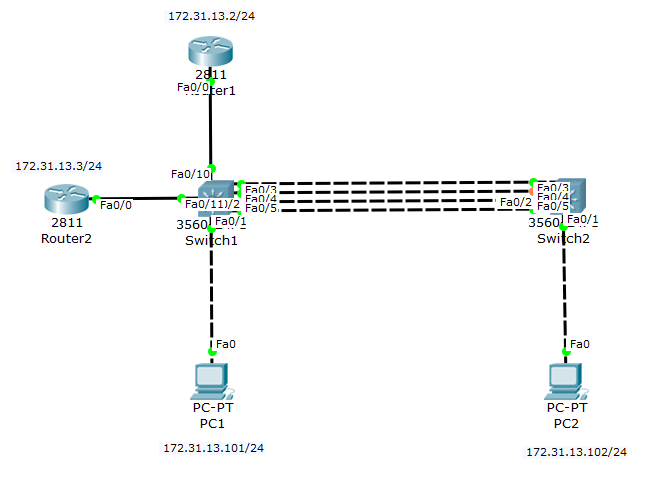 172.31.13.2/24
2811
Fa0/0
Fa0/10
172.31.13.3/24
Fa0/0
2811
Router2
Fa0/11
)/2
Fa0/3
Fa0/4
Fa0/5
Fa0/1
Switch1
Fa0/3
Fa0/4
Fa0/2
Fa0/5
Fa0/1
Switch2
Fa0
PC-PT
PC1
172.31.13.101/24
Fa0
PC-PT
PC2
172.31.13.102/24